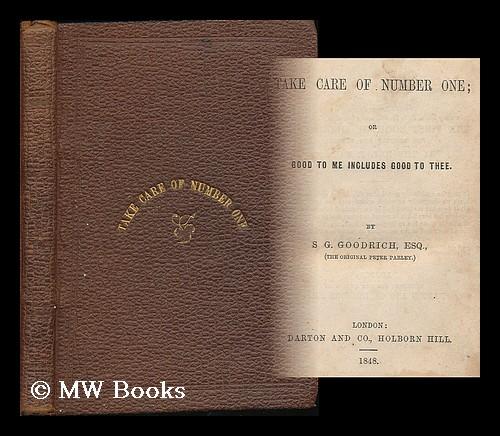 TAKE CARE OF NUMBER ONE
TAKE CARE OF NUMBER ONE;
OR
GOOD TO ME INCLUDES GOOD TO THEE.
BY
S. G. GOODRICH, ESQ.,
(THE ORIGINAL PETER PARLEY.)
LONDON:
DARTON AND CO., HOLBORN HILL.
1848.
© MW Books